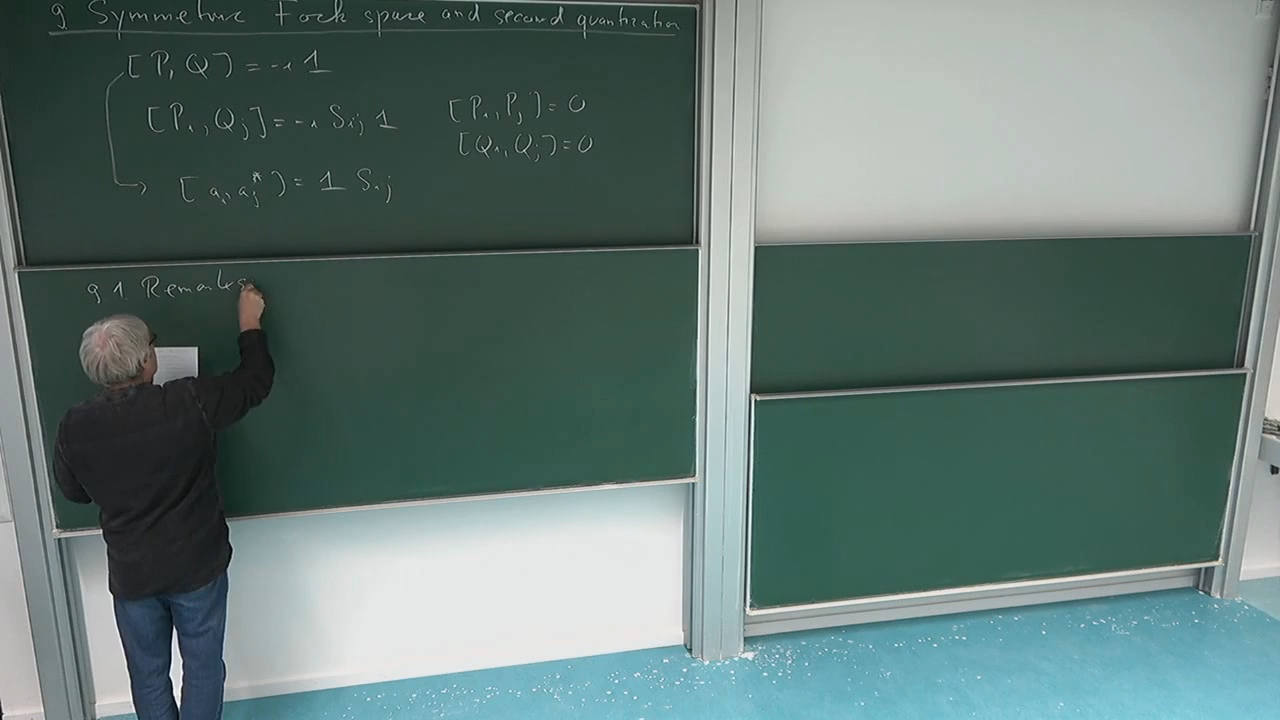 9 Symmetric Fock space and second quantization
[P, Q] = -i 1
[P_i, Q_j] = -i δ_ij 1
[P_i, P_j] = 0
[Q_i, Q_j] = 0
[a_i, a_j^*] = 1 δ_ij
9.1 Remarks